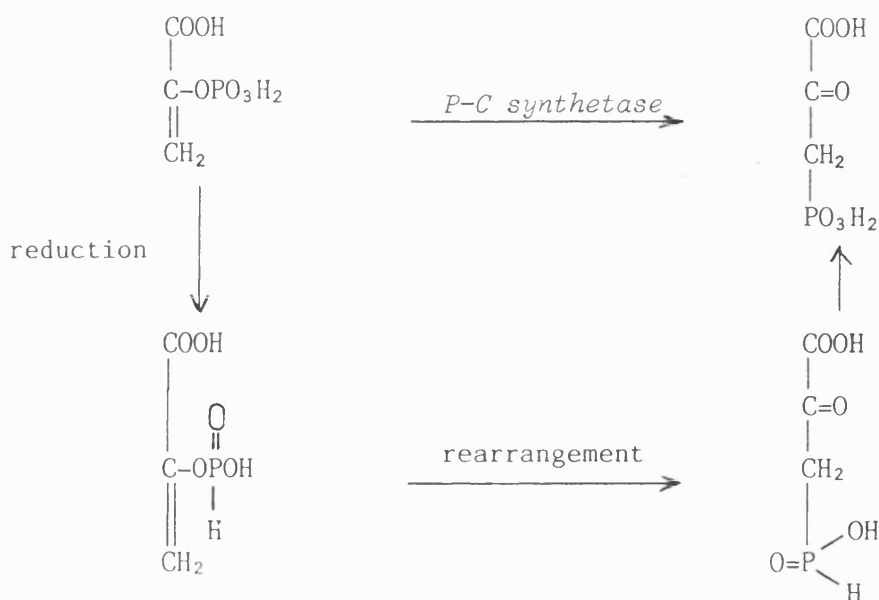 COOH
C-OPO₃H₂
CH₂
P-C synthetase
COOH
C=O
CH₂
PO₃H₂
reduction
COOH
O
C-OPOH
H
CH₂
rearrangement
COOH
C=O
CH₂
OH
O=P
H